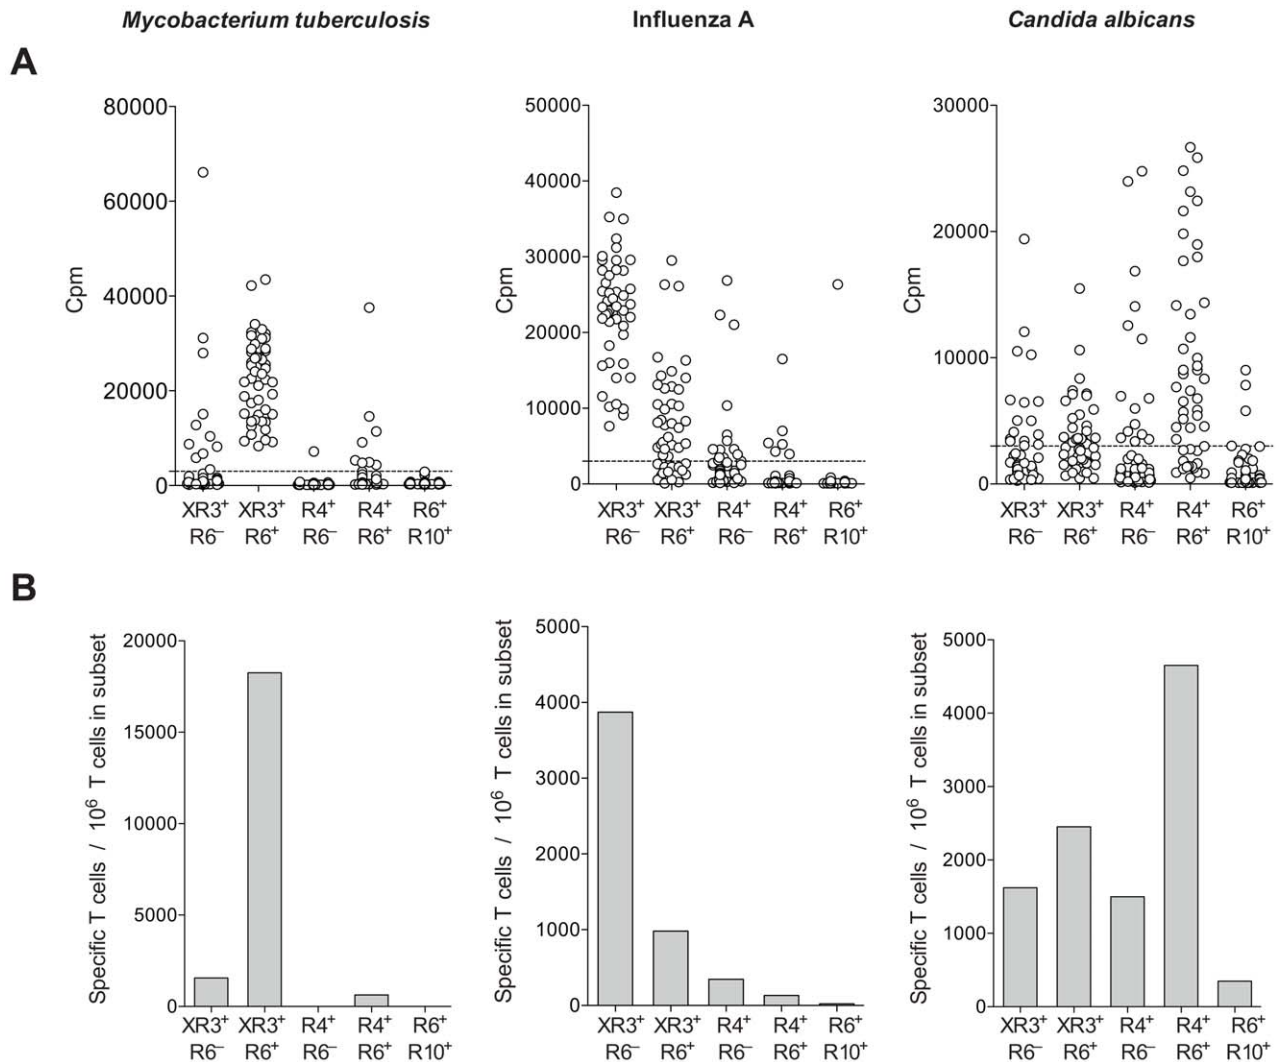 Mycobacterium tuberculosis
Influenza A
Candida albicans
A
80000
60000
40000
20000
0
Cpm
XR3⁺ XR3⁺ R4⁺ R4⁺ R6⁺
R6⁻ R6⁺ R6⁻ R6⁺ R10⁺
50000
40000
30000
20000
10000
0
Cpm
XR3⁺ XR3⁺ R4⁺ R4⁺ R6⁺
R6⁻ R6⁺ R6⁻ R6⁺ R10⁺
30000
20000
10000
0
Cpm
XR3⁺ XR3⁺ R4⁺ R4⁺ R6⁺
R6⁻ R6⁺ R6⁻ R6⁺ R10⁺
B
20000
15000
10000
5000
0
Specific T cells / 10⁶ T cells in subset
XR3⁺ XR3⁺ R4⁺ R4⁺ R6⁺
R6⁻ R6⁺ R6⁻ R6⁺ R10⁺
5000
4000
3000
2000
1000
0
Specific T cells / 10⁶ T cells in subset
XR3⁺ XR3⁺ R4⁺ R4⁺ R6⁺
R6⁻ R6⁺ R6⁻ R6⁺ R10⁺
5000
4000
3000
2000
1000
0
Specific T cells / 10⁶ T cells in subset
XR3⁺ XR3⁺ R4⁺ R4⁺ R6⁺
R6⁻ R6⁺ R6⁻ R6⁺ R10⁺